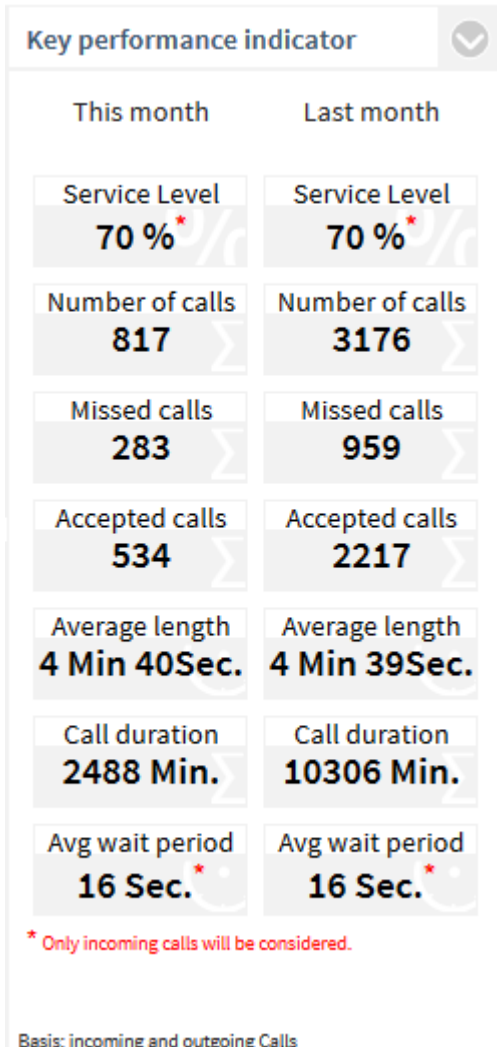 Key performance indicator
This month Last month
Service Level Service Level
70 %* 70 %*
Number of calls Number of calls
817 3176
Missed calls Missed calls
283 959
Accepted calls Accepted calls
534 2217
Average length Average length
4 Min 40Sec. 4 Min 39Sec.
Call duration Call duration
2488 Min. 10306 Min.
Avg wait period Avg wait period
16 Sec.* 16 Sec.*
* Only incoming calls will be considered.
Basis: incoming and outgoing Calls